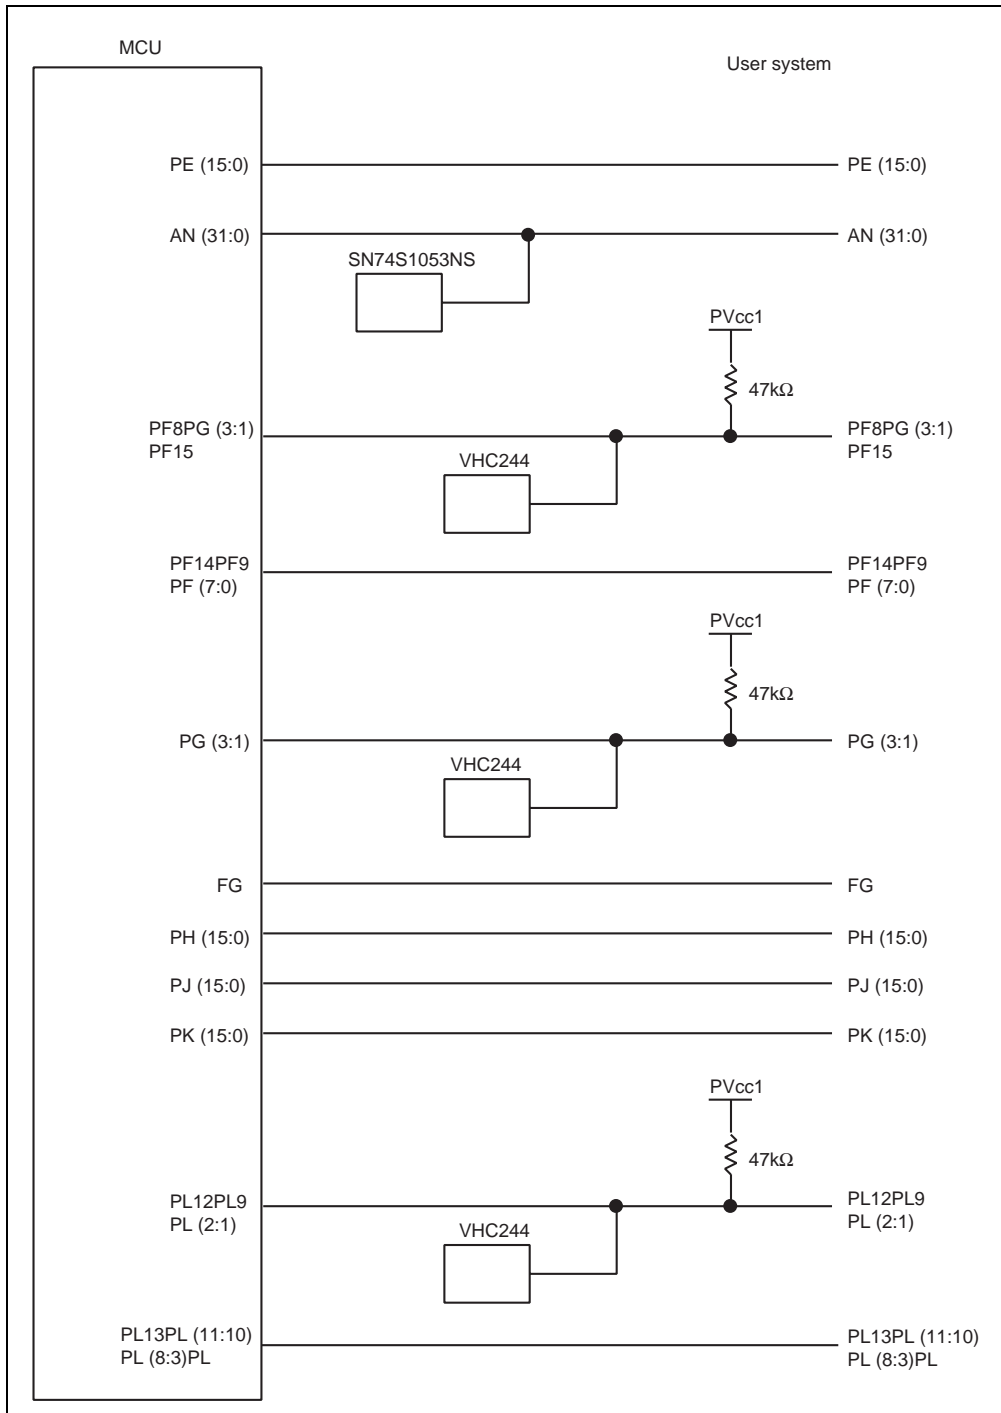 MCU
User system
PE (15:0)
PE (15:0)
AN (31:0)
AN (31:0)
SN74S1053NS
PVcc1
47kΩ
PF8PG (3:1)
PF15
PF8PG (3:1)
PF15
VHC244
PF14PF9
PF (7:0)
PF14PF9
PF (7:0)
PVcc1
47kΩ
PG (3:1)
PG (3:1)
VHC244
FG
FG
PH (15:0)
PH (15:0)
PJ (15:0)
PJ (15:0)
PK (15:0)
PK (15:0)
PVcc1
47kΩ
PL12PL9
PL (2:1)
PL12PL9
PL (2:1)
VHC244
PL13PL (11:10)
PL (8:3)PL
PL13PL (11:10)
PL (8:3)PL